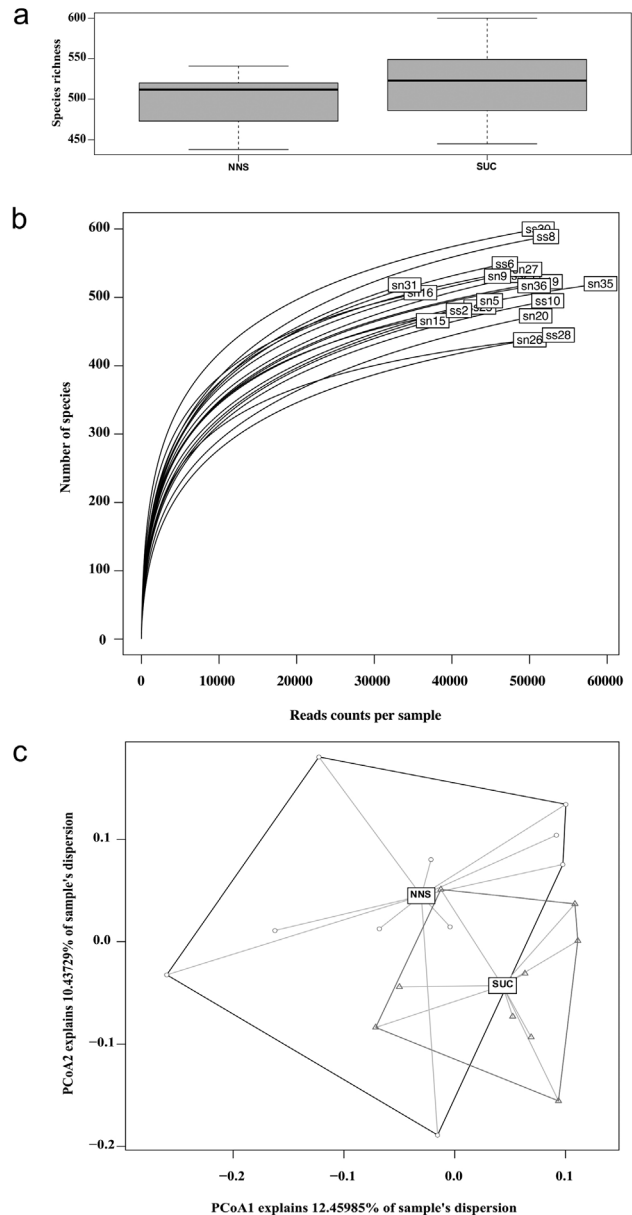 a
600
550
500
450
Species richness
NNS
SUC
b
600
500
400
300
200
100
0
Number of species
ss8
ss6
sn27
sn9
sn31
sn16
sn36
sn35
ss10
sn5
ss2
sn15
sn20
ss28
sn26
0
10000
20000
30000
40000
50000
60000
Reads counts per sample
c
0.1
0.0
−0.1
−0.2
PCoA2 explains 10.43729% of sample's dispersion
NNS
SUC
−0.2
−0.1
0.0
0.1
PCoA1 explains 12.45985% of sample's dispersion